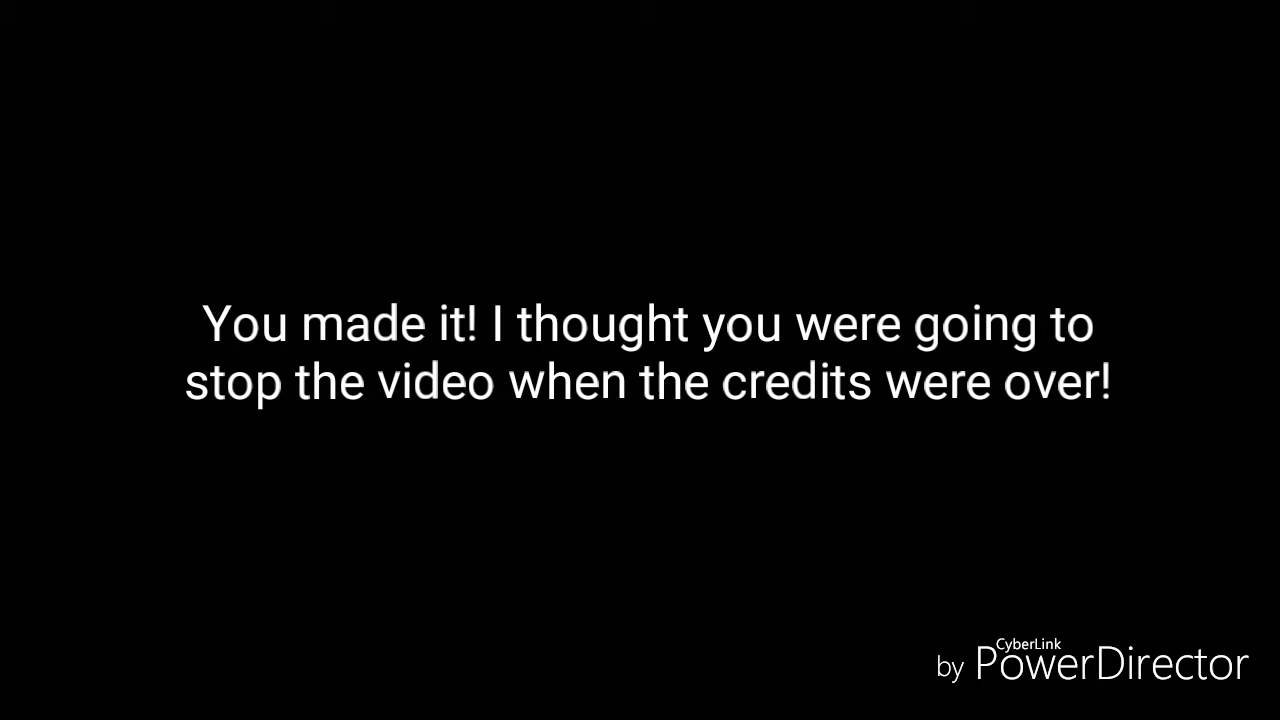 You made it! I thought you were going to
stop the video when the credits were over!
CyberLink
by PowerDirector